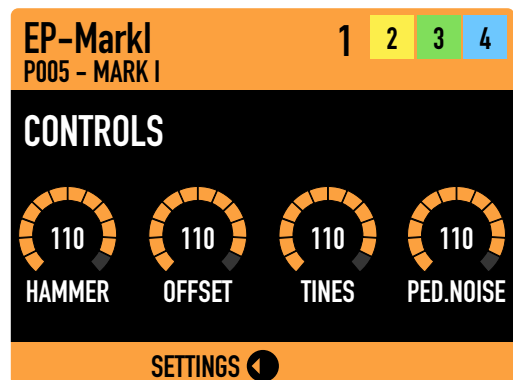 EP-MarkI 1 2 3 4
P005 - MARK I
CONTROLS
110 110 110 110
HAMMER OFFSET TINES PED.NOISE
SETTINGS